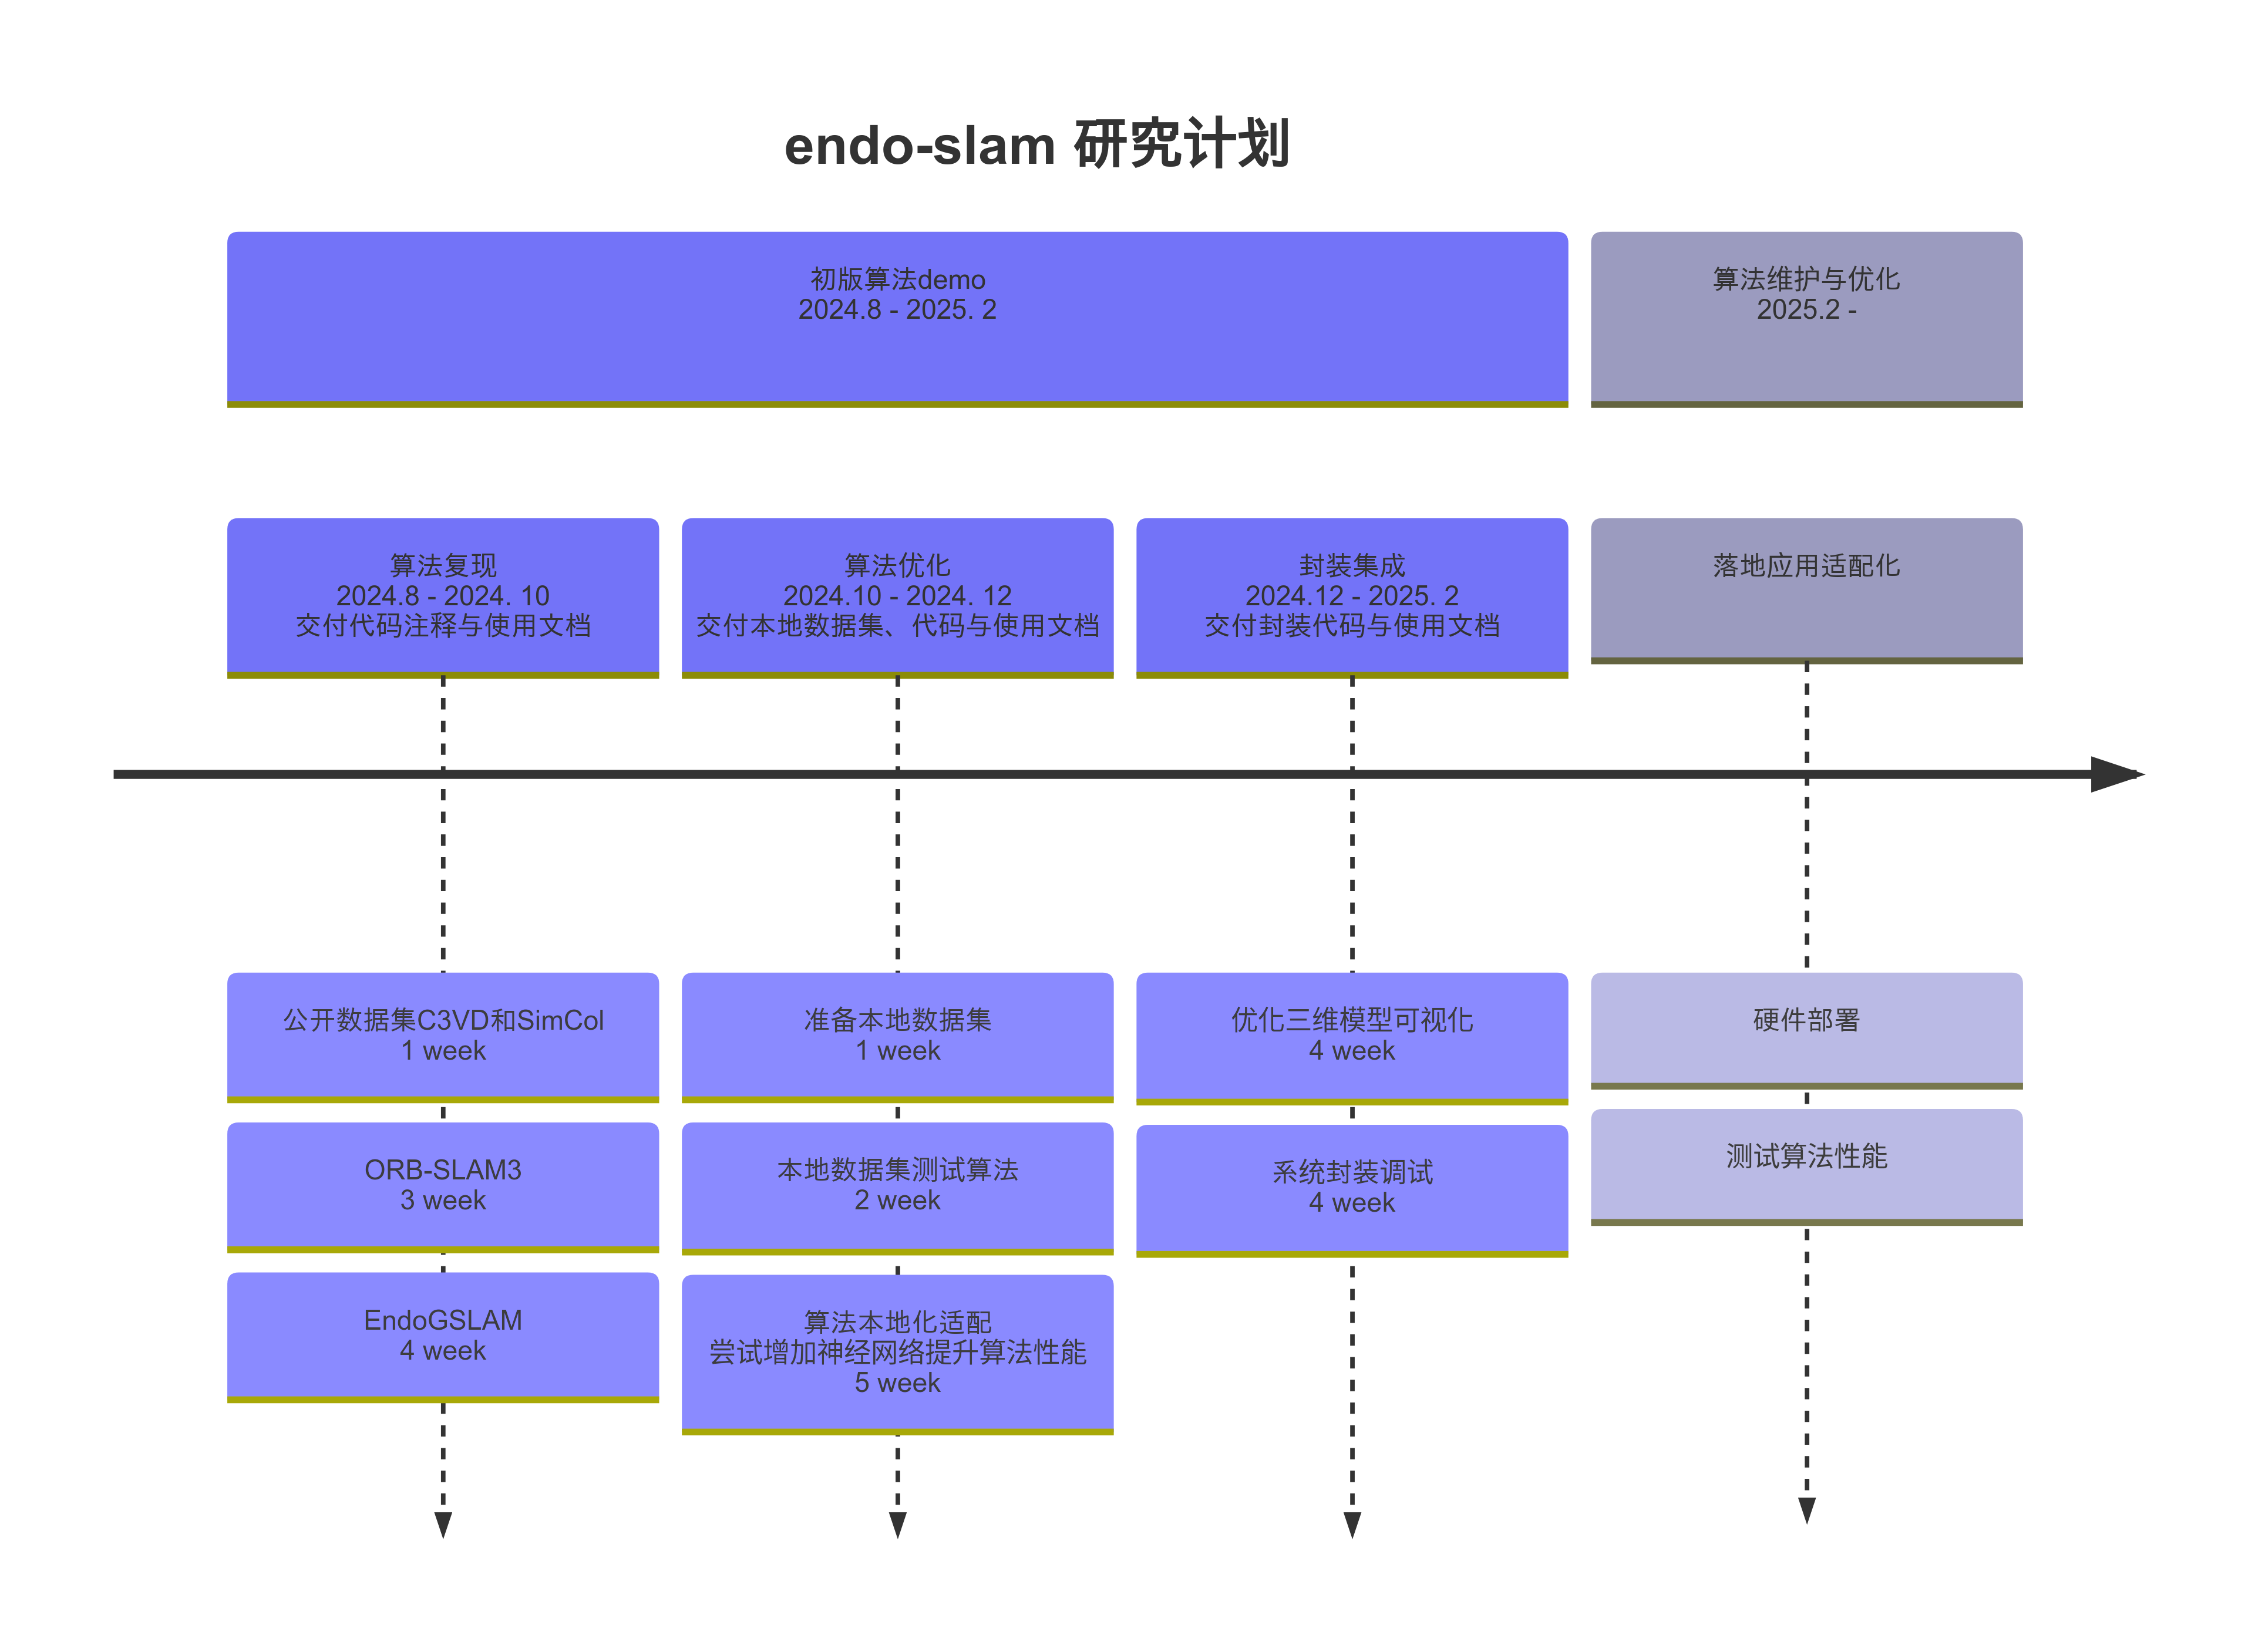 endo-slam 研究计划
初版算法demo
2024.8 - 2025. 2
算法维护与优化
2025.2 -
算法复现
2024.8 - 2024. 10
交付代码注释与使用文档
算法优化
2024.10 - 2024. 12
交付本地数据集、代码与使用文档
封装集成
2024.12 - 2025. 2
交付封装代码与使用文档
落地应用适配化
公开数据集C3VD和SimCol
1 week
ORB-SLAM3
3 week
EndoGSLAM
4 week
准备本地数据集
1 week
本地数据集测试算法
2 week
算法本地化适配
尝试增加神经网络提升算法性能
5 week
优化三维模型可视化
4 week
系统封装调试
4 week
硬件部署
测试算法性能